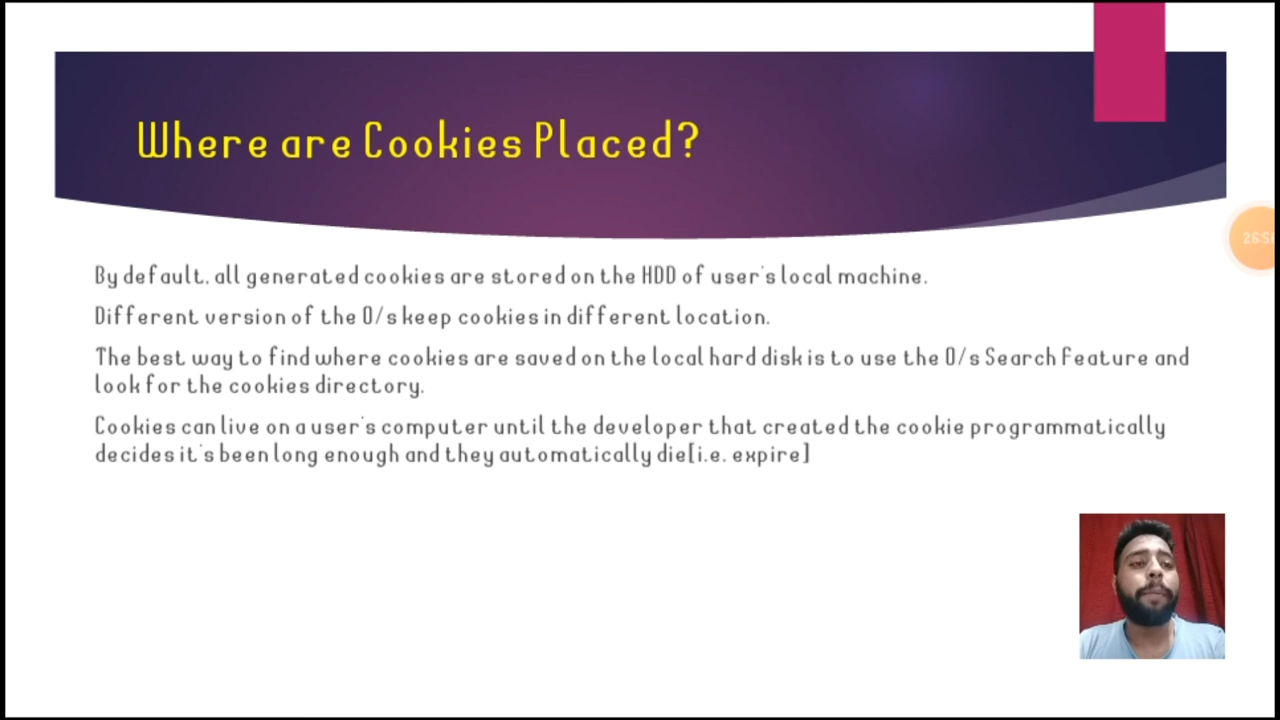 Where are Cookies Placed?
By default, all generated cookies are stored on the HDD of user's local machine.
Different version of the O/s keep cookies in different location.
The best way to find where cookies are saved on the local hard disk is to use the O/s Search Feature and
look for the cookies directory.
Cookies can live on a user's computer until the developer that created the cookie programmatically
decides it's been long enough and they automatically die[i.e. expire]